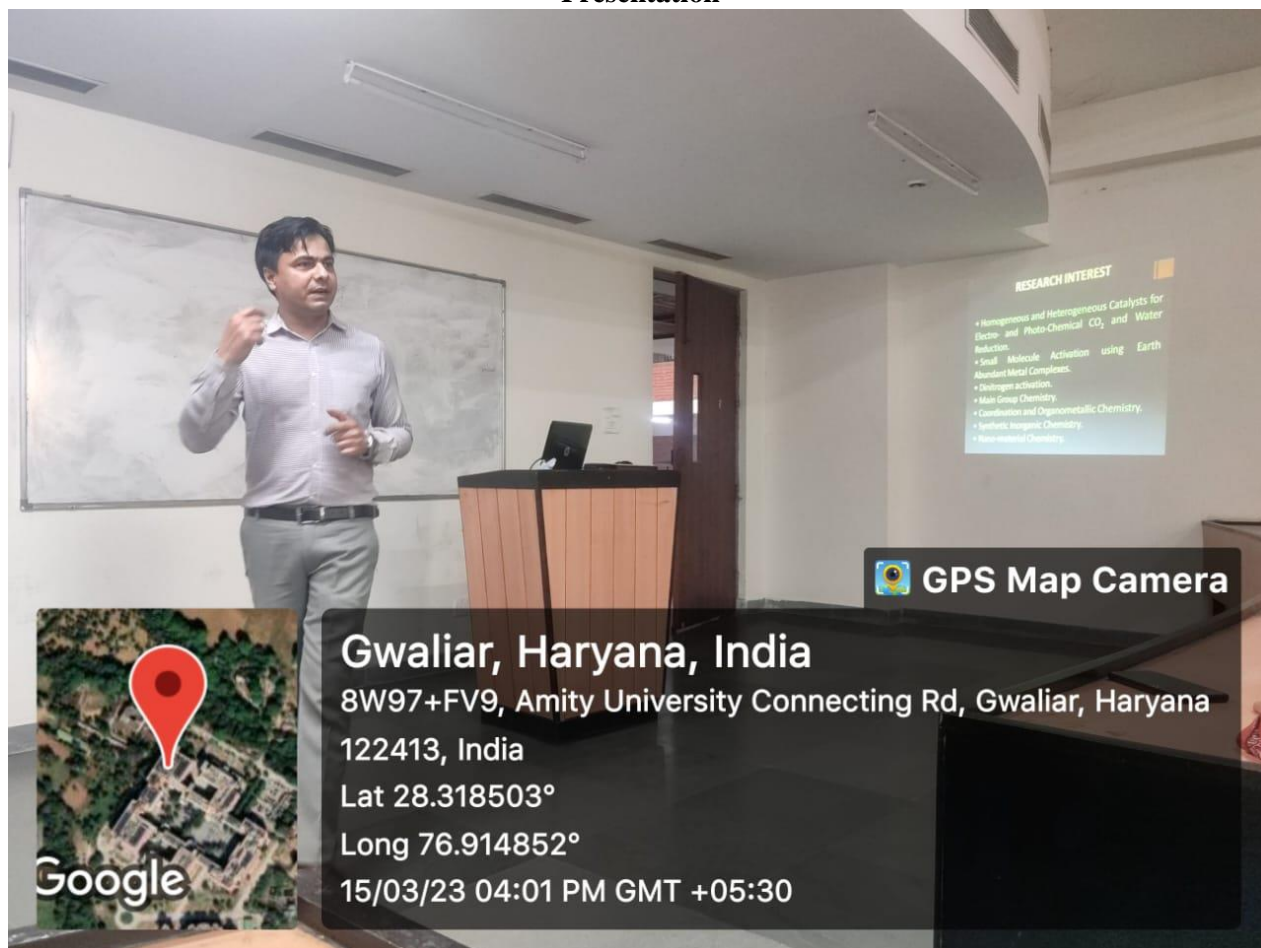 Presentation
RESEARCH INTEREST
• Homogeneous and Heterogeneous Catalysts for
Electro- and Photo-Chemical CO₂ and Water
Reduction.
• Small Molecule Activation using Earth
Abundant Metal Complexes.
• Dinitrogen activation.
• Main Group Chemistry.
• Coordination and Organometallic Chemistry.
• Synthetic Inorganic Chemistry.
• Nano-material Chemistry.
GPS Map Camera
Gwaliar, Haryana, India
8W97+FV9, Amity University Connecting Rd, Gwaliar, Haryana
122413, India
Lat 28.318503°
Long 76.914852°
15/03/23 04:01 PM GMT +05:30
Google